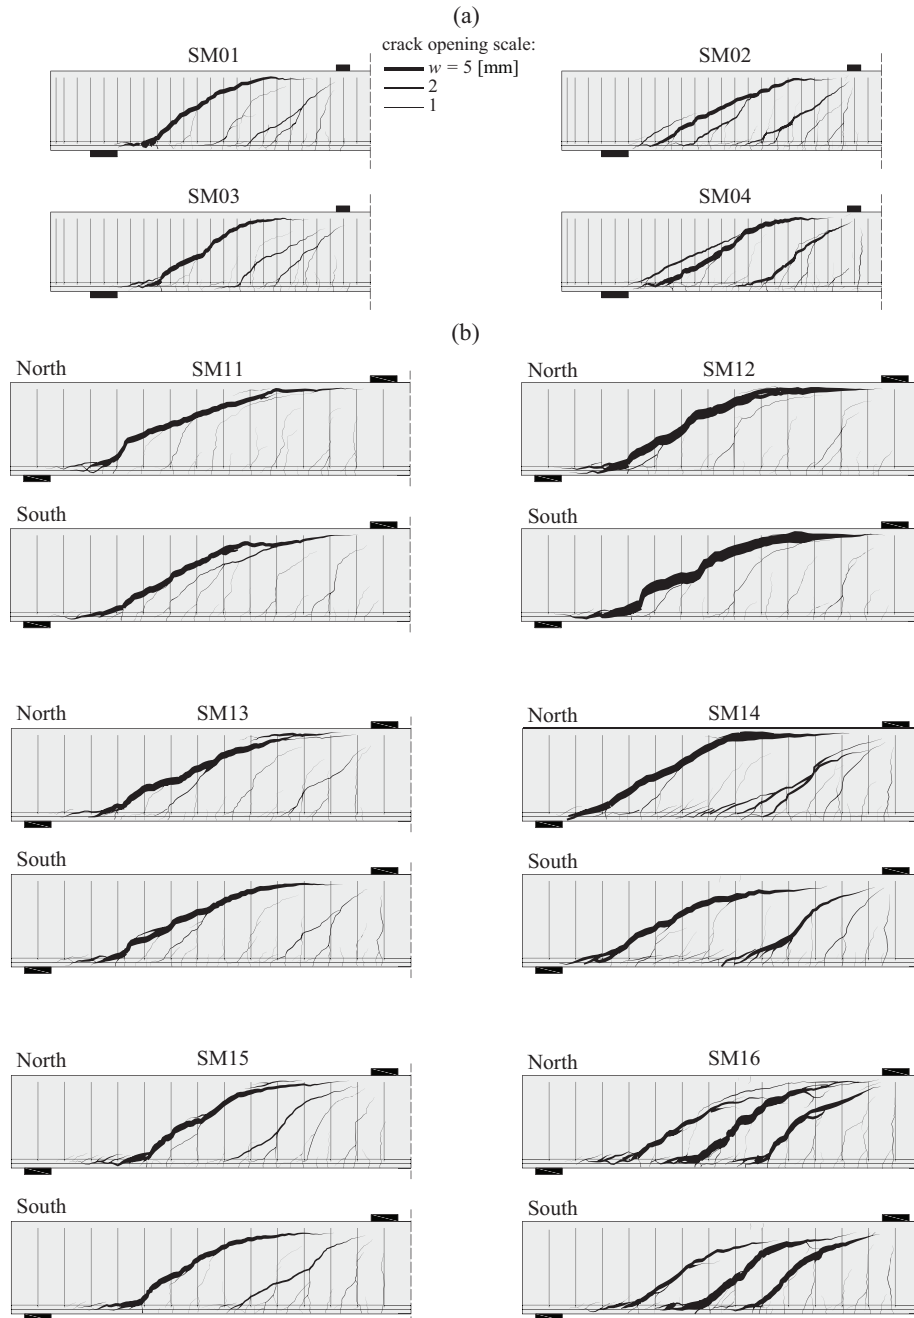 (a)
SM01
crack opening scale:
w = 5 [mm]
2
1
SM02
SM03
SM04
(b)
North
SM11
North
SM12
South
South
North
SM13
North
SM14
South
South
North
SM15
North
SM16
South
South